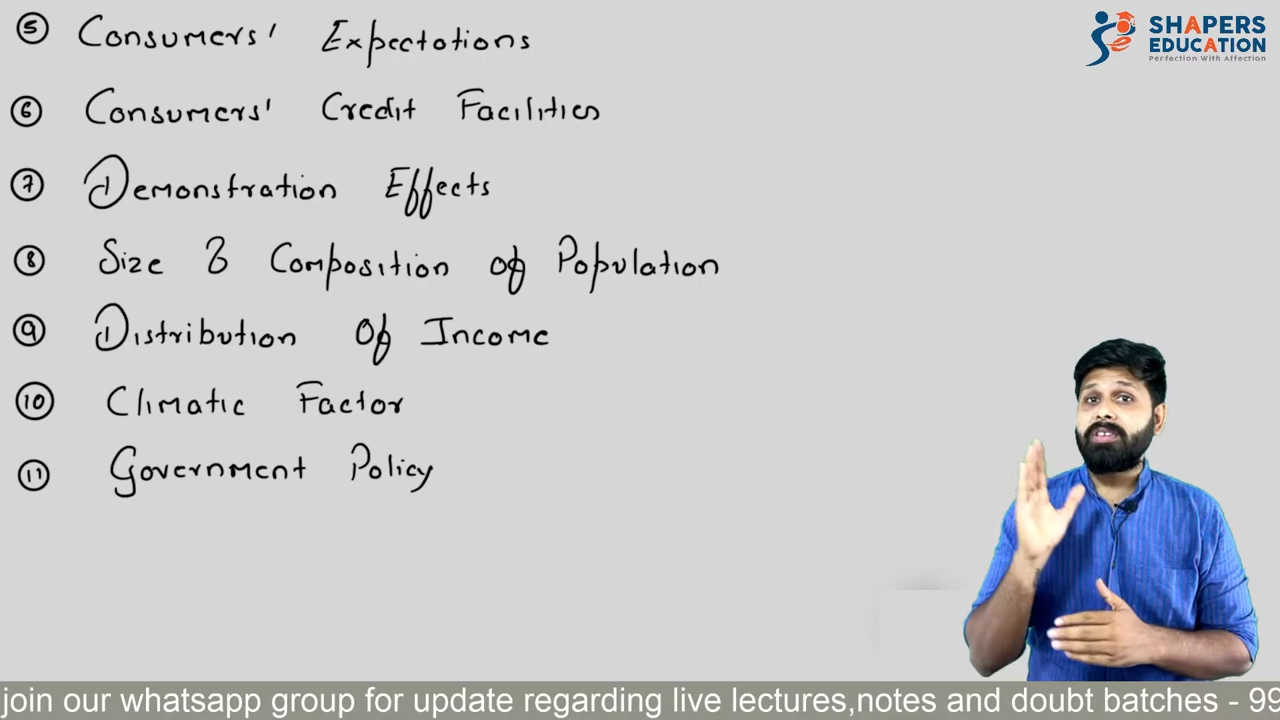 ⑤ Consumers' Expectations
⑥ Consumers' Credit Facilities
⑦ Demonstration Effects
⑧ Size & Composition of Population
⑨ Distribution Of Income
⑩ Climatic Factor
⑪ Government Policy
SHAPERS
EDUCATION
Perfection With Affection
join our whatsapp group for update regarding live lectures,notes and doubt batches - 99